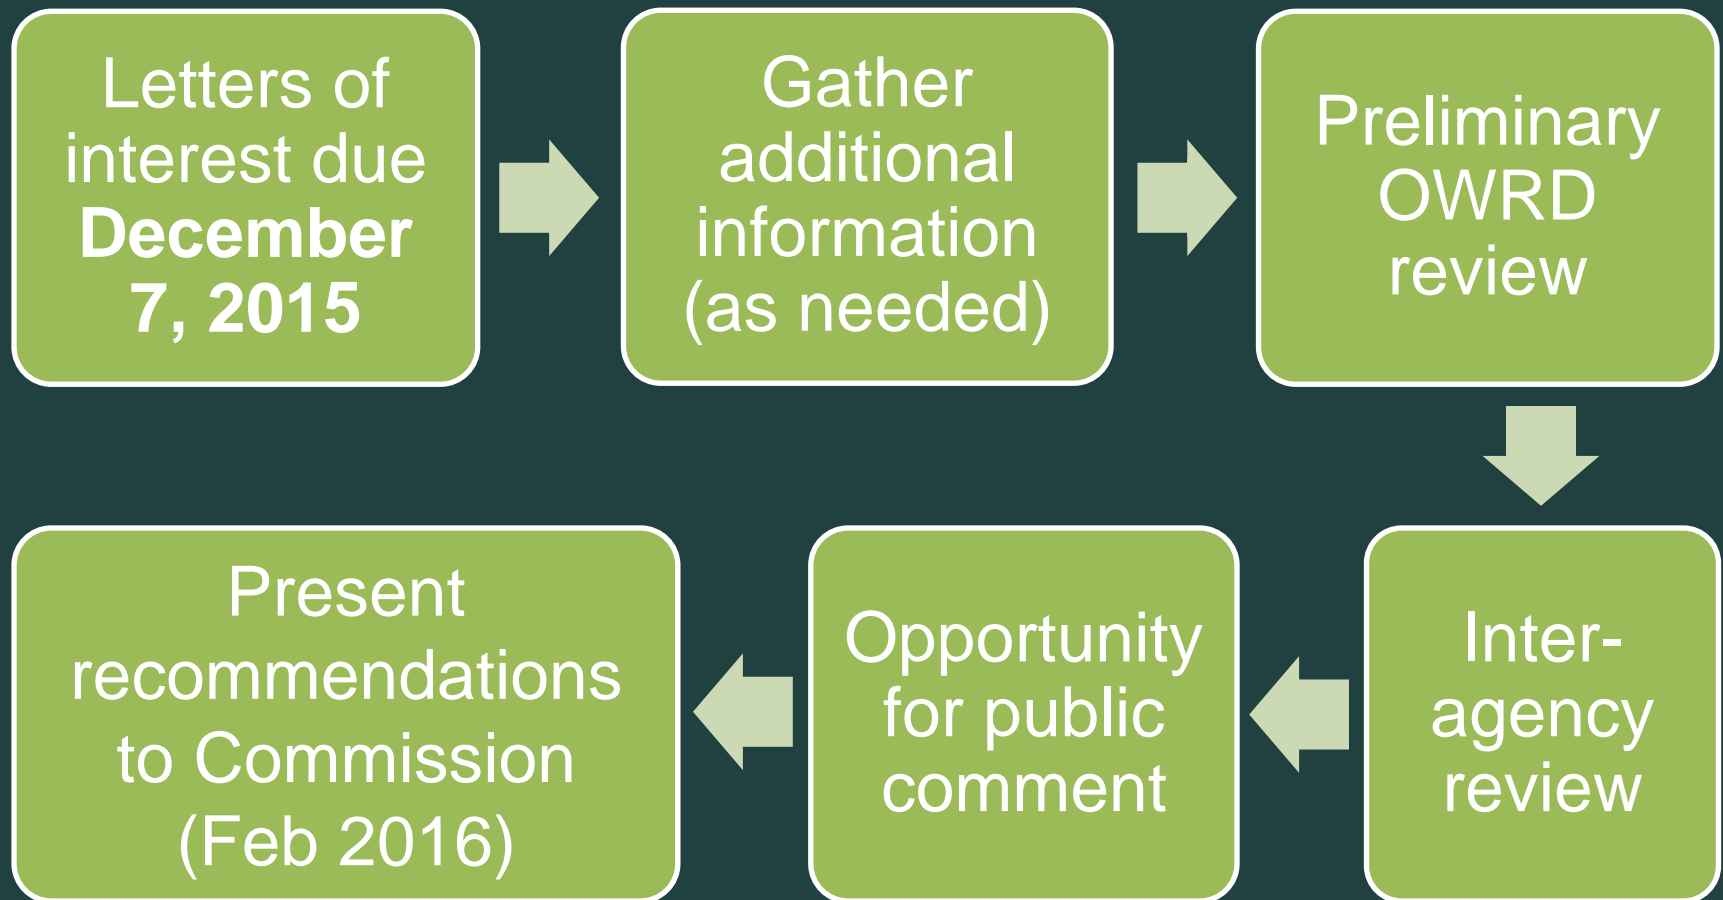 Letters of
interest due
December
7, 2015
Gather
additional
information
(as needed)
Preliminary
OWRD
review
Inter-
agency
review
Opportunity
for public
comment
Present
recommendations
to Commission
(Feb 2016)